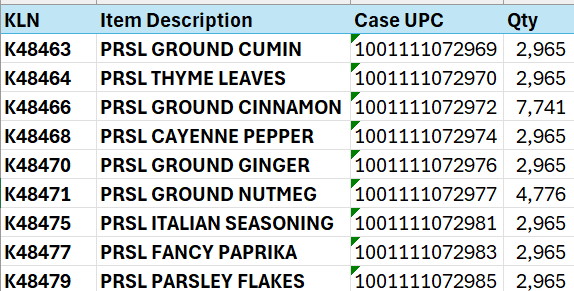 KLN Item Description Case UPC Qty
K48463 PRSL GROUND CUMIN 1001111072969 2,965
K48464 PRSL THYME LEAVES 1001111072970 2,965
K48466 PRSL GROUND CINNAMON 1001111072972 7,741
K48468 PRSL CAYENNE PEPPER 1001111072974 2,965
K48470 PRSL GROUND GINGER 1001111072976 2,965
K48471 PRSL GROUND NUTMEG 1001111072977 4,776
K48475 PRSL ITALIAN SEASONING 1001111072981 2,965
K48477 PRSL FANCY PAPRIKA 1001111072983 2,965
K48479 PRSL PARSLEY FLAKES 1001111072985 2,965